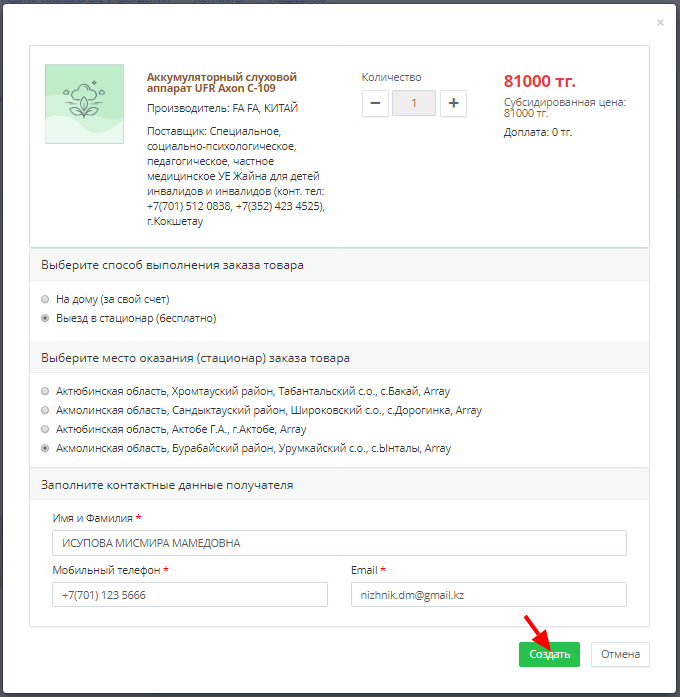 ×
Аккумуляторный слуховой
аппарат UFR Axon C-109
Производитель: FA FA, КИТАЙ
Поставщик: Специальное,
социально-психологическое,
педагогическое, частное
медицинское УЕ Жайна для детей
инвалидов и инвалидов (конт. тел:
+7(701) 512 0838, +7(352) 423 4525),
г.Кокшетау
Количество
− 1 +
81000 тг.
Субсидированная цена:
81000 тг.
Доплата: 0 тг.
Выберите способ выполнения заказа товара
На дому (за свой счет)
Выезд в стационар (бесплатно)
Выберите место оказания (стационар) заказа товара
Актюбинская область, Хромтауский район, Табантальский с.о., с.Бакай, Array
Акмолинская область, Сандыктауский район, Широковский с.о., с.Дорогинка, Array
Актюбинская область, Актобе Г.А., г.Актобе, Array
Акмолинская область, Бурабайский район, Урумкайский с.о., с.Ынталы, Array
Заполните контактные данные получателя
Имя и Фамилия *
ИСУПОВА МИСМИРА МАМЕДОВНА
Мобильный телефон * Email *
+7(701) 123 5666 nizhnik.dm@gmail.kz
Создать Отмена